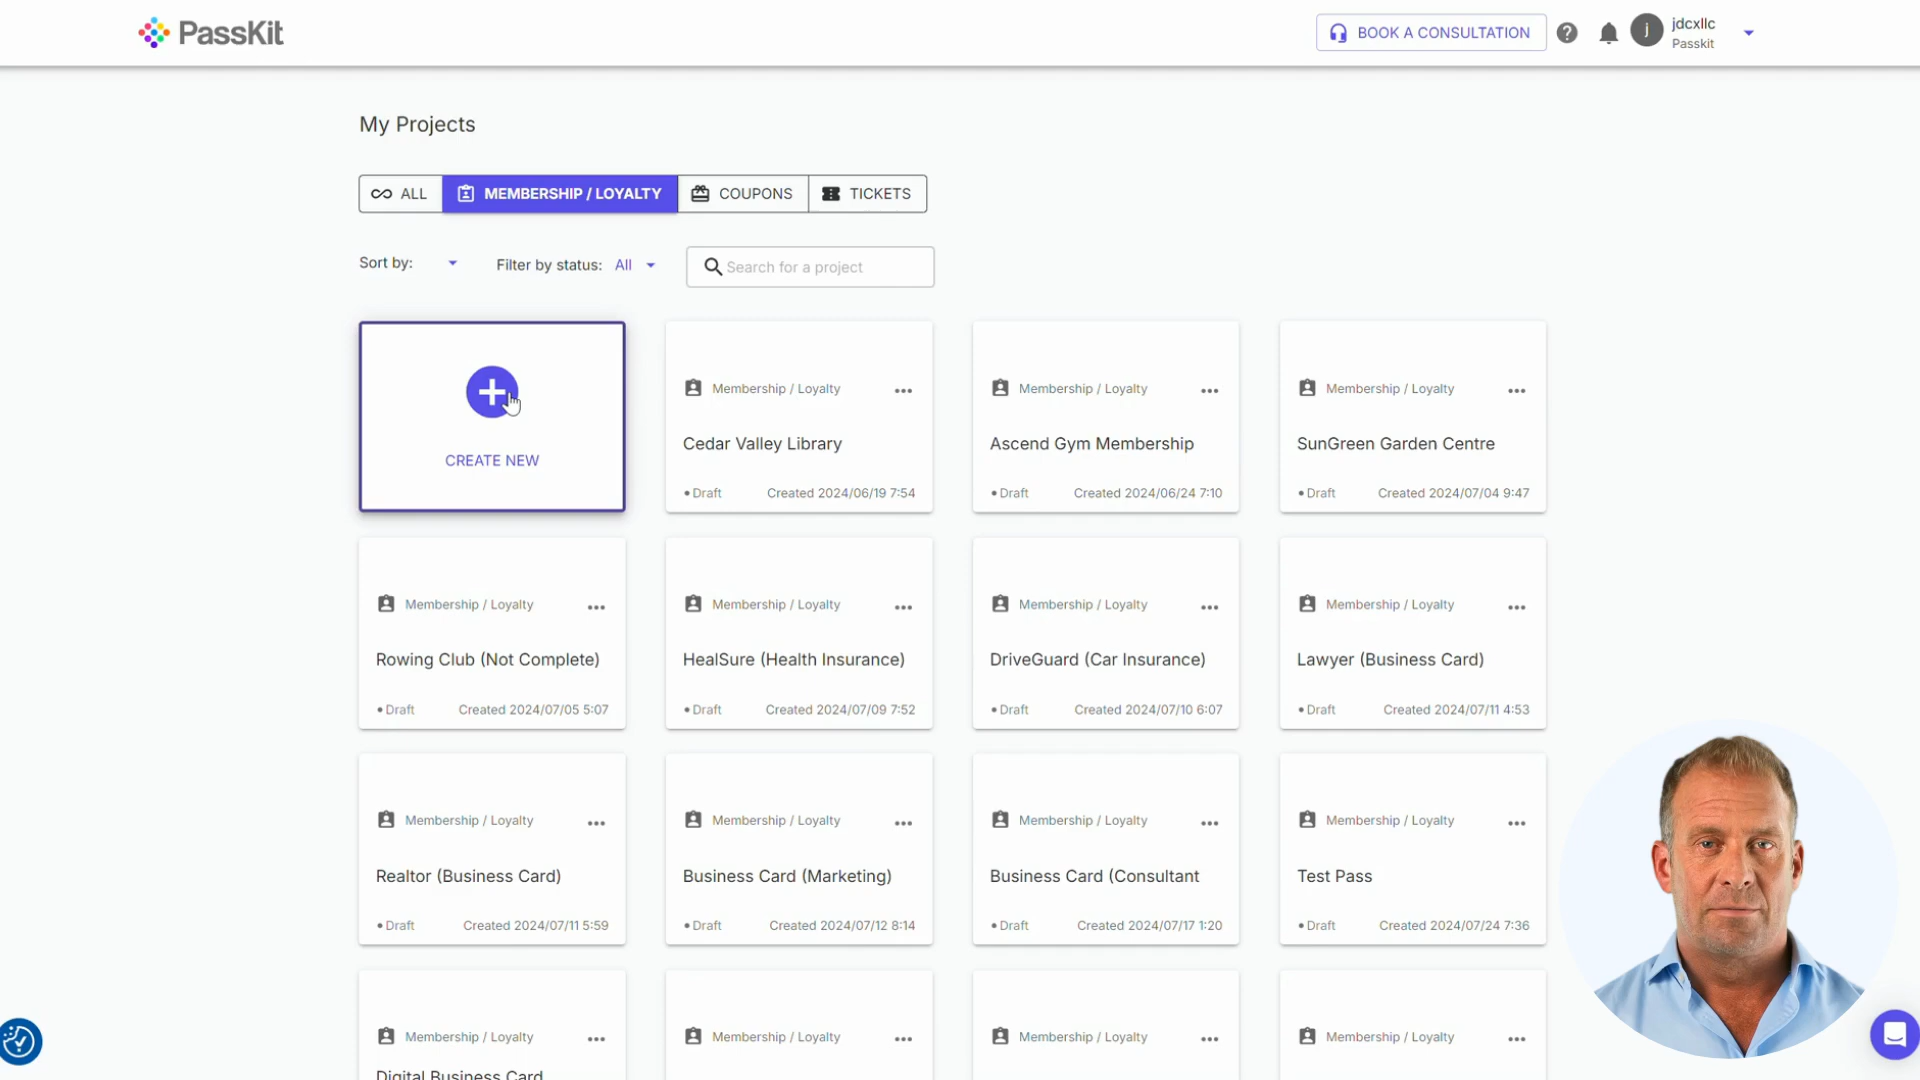 PassKit
BOOK A CONSULTATION
j
jdcxllc
Passkit
My Projects
ALL
MEMBERSHIP / LOYALTY
COUPONS
TICKETS
Sort by:
Filter by status: All
Search for a project
CREATE NEW
Membership / Loyalty
Cedar Valley Library
Draft
Created 2024/06/19 7:54
Membership / Loyalty
Ascend Gym Membership
Draft
Created 2024/06/24 7:10
Membership / Loyalty
SunGreen Garden Centre
Draft
Created 2024/07/04 9:47
Membership / Loyalty
Rowing Club (Not Complete)
Draft
Created 2024/07/05 5:07
Membership / Loyalty
HealSure (Health Insurance)
Draft
Created 2024/07/09 7:52
Membership / Loyalty
DriveGuard (Car Insurance)
Draft
Created 2024/07/10 6:07
Membership / Loyalty
Lawyer (Business Card)
Draft
Created 2024/07/11 4:53
Membership / Loyalty
Realtor (Business Card)
Draft
Created 2024/07/11 5:59
Membership / Loyalty
Business Card (Marketing)
Draft
Created 2024/07/12 8:14
Membership / Loyalty
Business Card (Consultant
Draft
Created 2024/07/17 1:20
Membership / Loyalty
Test Pass
Draft
Created 2024/07/24 7:36
Membership / Loyalty
Digital Business Card
Membership / Loyalty
Membership / Loyalty
Membership / Loyalty